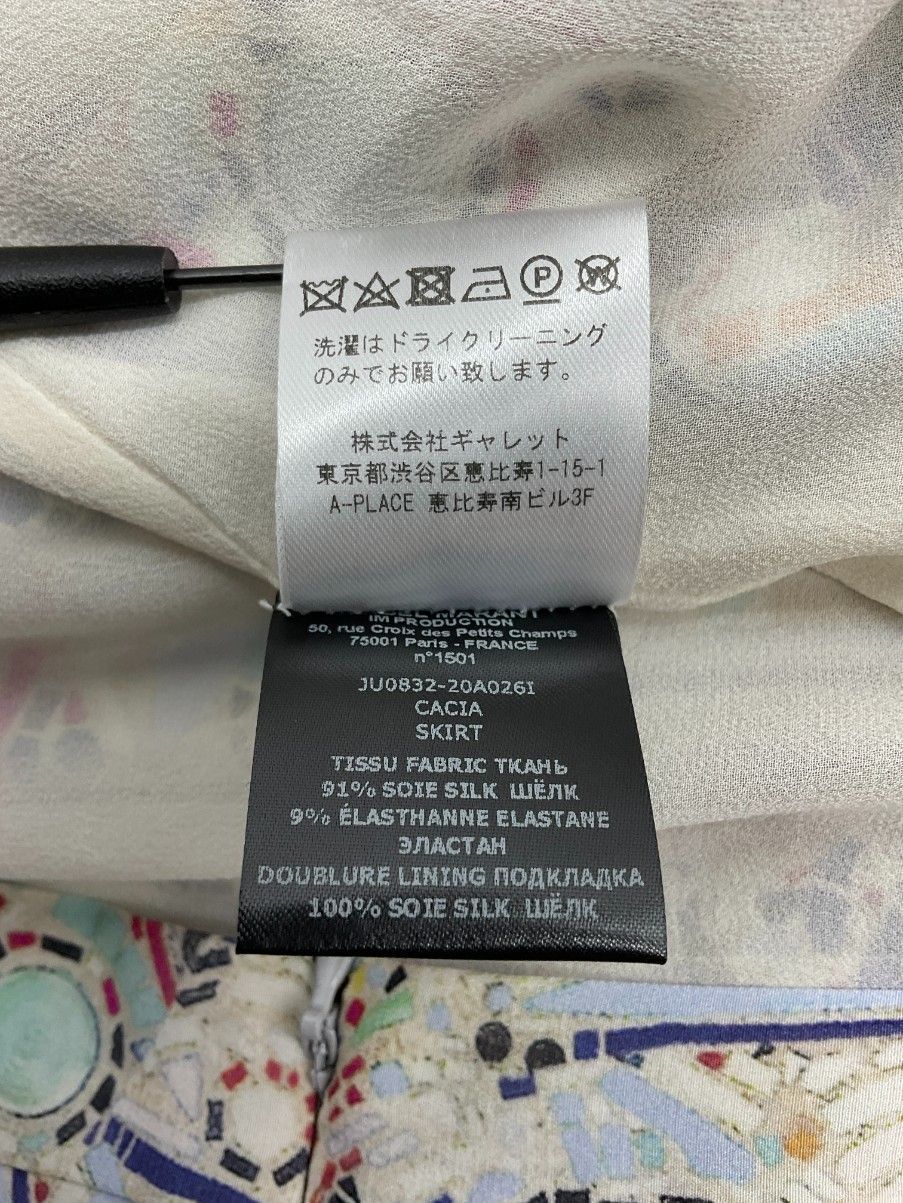 P
W
洗濯はドライクリーニング
のみでお願い致します。
株式会社ギャレット
東京都渋谷区恵比寿1-15-1
A-PLACE 恵比寿南ビル3F
MARANT
IM PRODUCTION
50, rue Croix des Petits Champs
75001 Paris - FRANCE
n°1501
JU0832-20A026I
CACIA
SKIRT
TISSU FABRIC ТКАНЬ
91% SOIE SILK ШЁЛК
9% ÉLASTHANNE ELASTANE
ЭЛАСТАН
DOUBLURE LINING ПОДКЛАДКА
100% SOIE SILK ШЁЛК